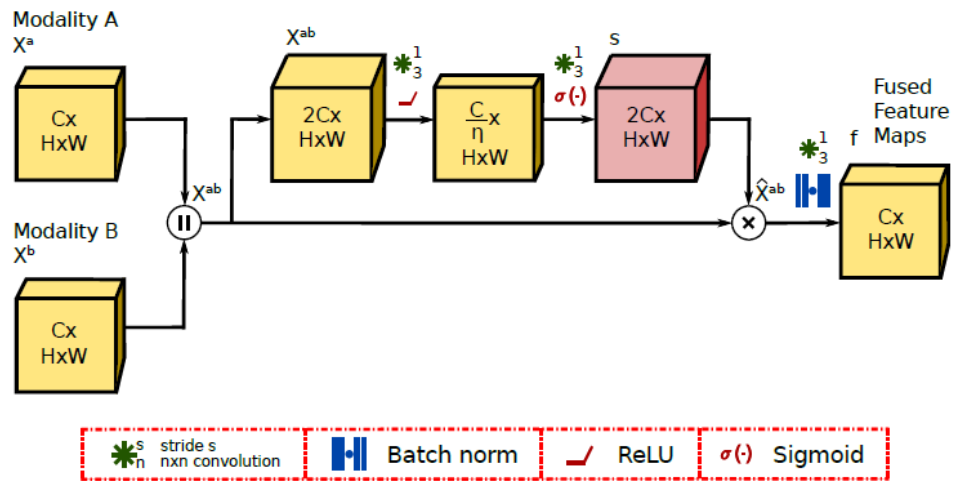 Modality A
Xᵃ
Cx
HxW
Modality B
Xᵇ
Cx
HxW
Xᵃᵇ
Xᵃᵇ
2Cx
HxW
1
3
C
η x
HxW
1
3
σ(·)
s
2Cx
HxW
X̂ᵃᵇ
1
3
Fused
Feature
Maps
f
Cx
HxW
s
n
stride s
nxn convolution
Batch norm
ReLU
σ(·) Sigmoid